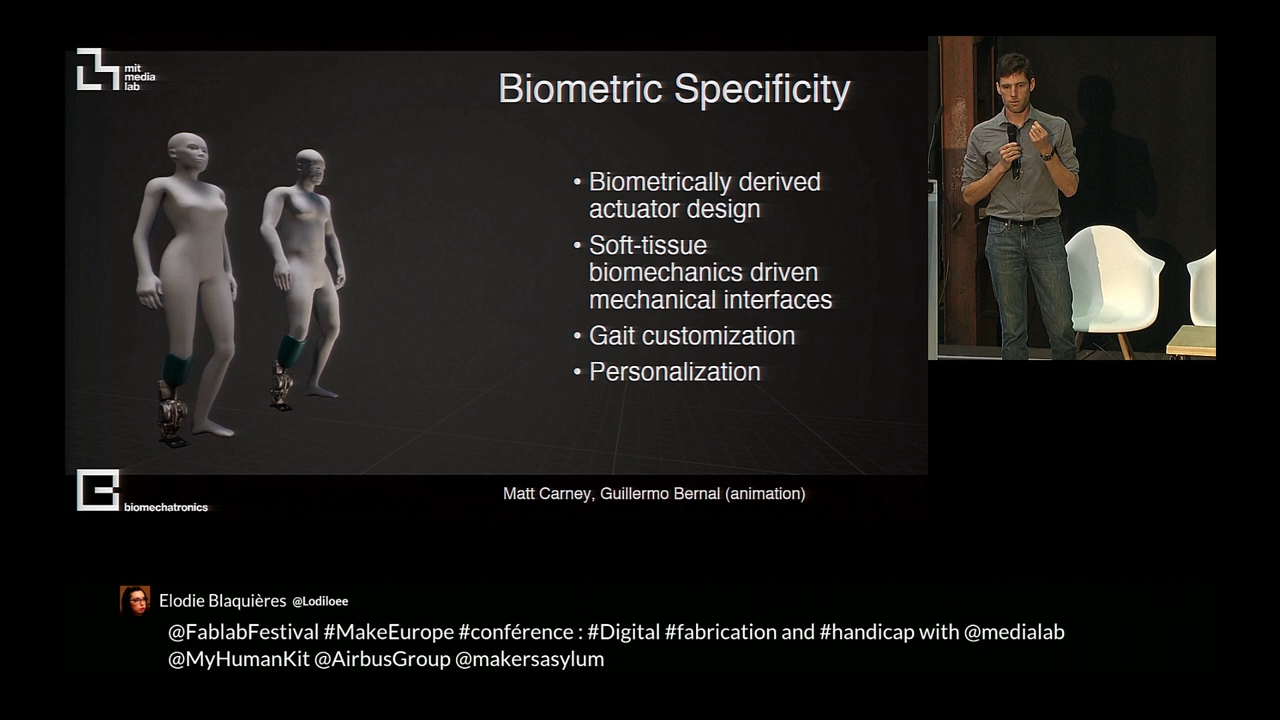 mit
media
lab
Biometric Specificity
• Biometrically derived
actuator design
• Soft-tissue
biomechanics driven
mechanical interfaces
• Gait customization
• Personalization
biomechatronics
Matt Carney, Guillermo Bernal (animation)
Elodie Blaquières @Lodiloee
@FablabFestival #MakeEurope #conférence : #Digital #fabrication and #handicap with @medialab
@MyHumanKit @AirbusGroup @makersasylum